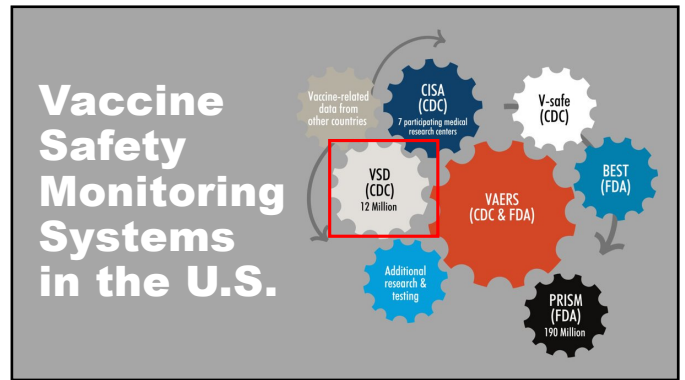 Vaccine
Safety
Monitoring
Systems
in the U.S.
Vaccine-related
data from
other countries
CISA
(CDC)
7 participating medical
research centers
V-safe
(CDC)
VSD
(CDC)
12 Million
VAERS
(CDC & FDA)
BEST
(FDA)
Additional
research &
testing
PRISM
(FDA)
190 Million